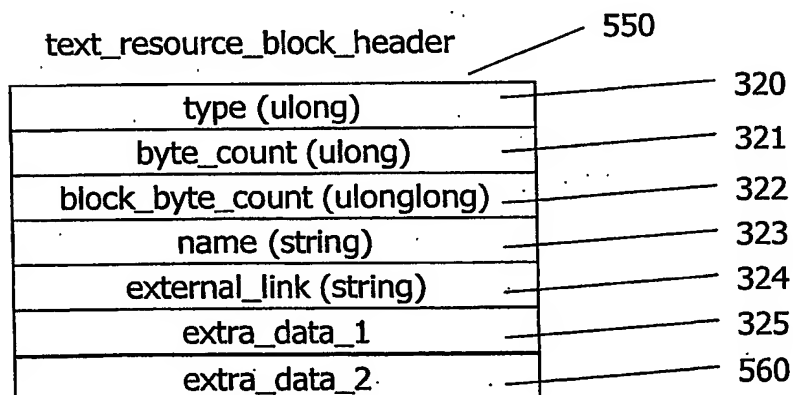 text_resource_block_header 550
type (ulong) 320
byte_count (ulong) 321
block_byte_count (ulonglong) 322
name (string) 323
external_link (string) 324
extra_data_1 325
extra_data_2 560